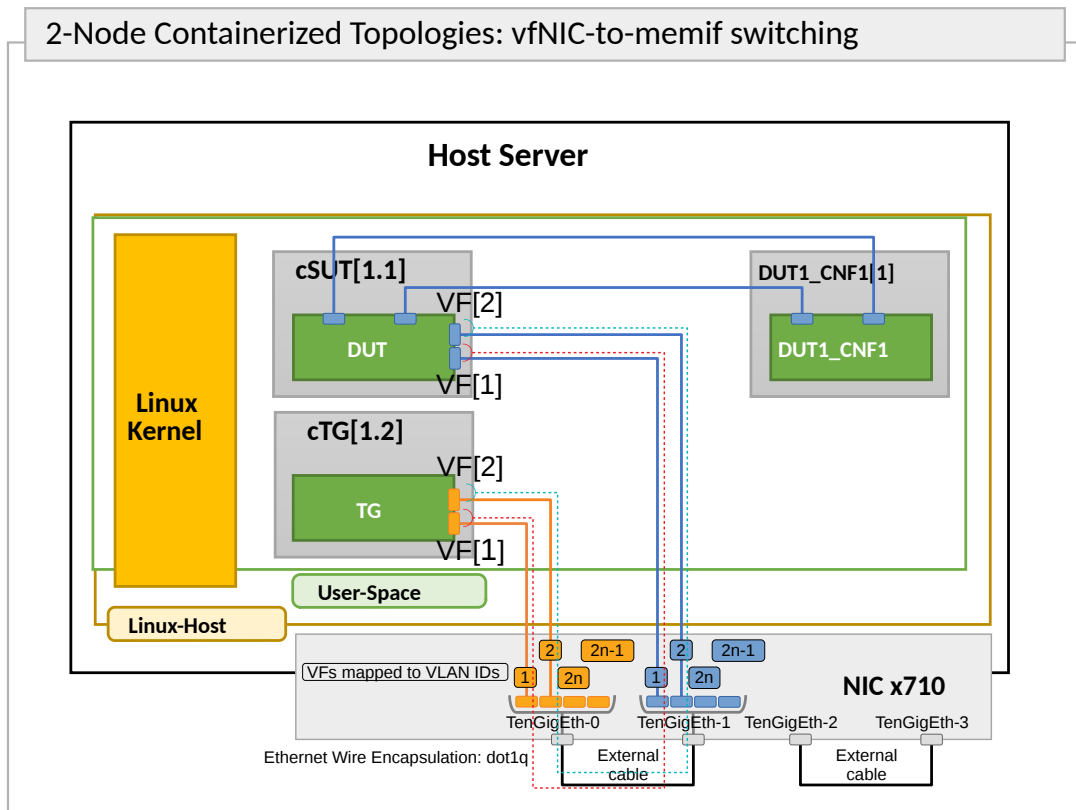 2-Node Containerized Topologies: vfNIC-to-memif switching
Host Server
cSUT[1.1]
DUT1_CNF1[1]
VF[2]
DUT
DUT1_CNF1
VF[1]
Linux
Kernel
cTG[1.2]
VF[2]
TG
VF[1]
User-Space
Linux-Host
2
2n-1
2
2n-1
VFs mapped to VLAN IDs
1
2n
1
2n
NIC x710
TenGigEth-0
TenGigEth-1
TenGigEth-2
TenGigEth-3
Ethernet Wire Encapsulation: dot1q
External
cable
External
cable